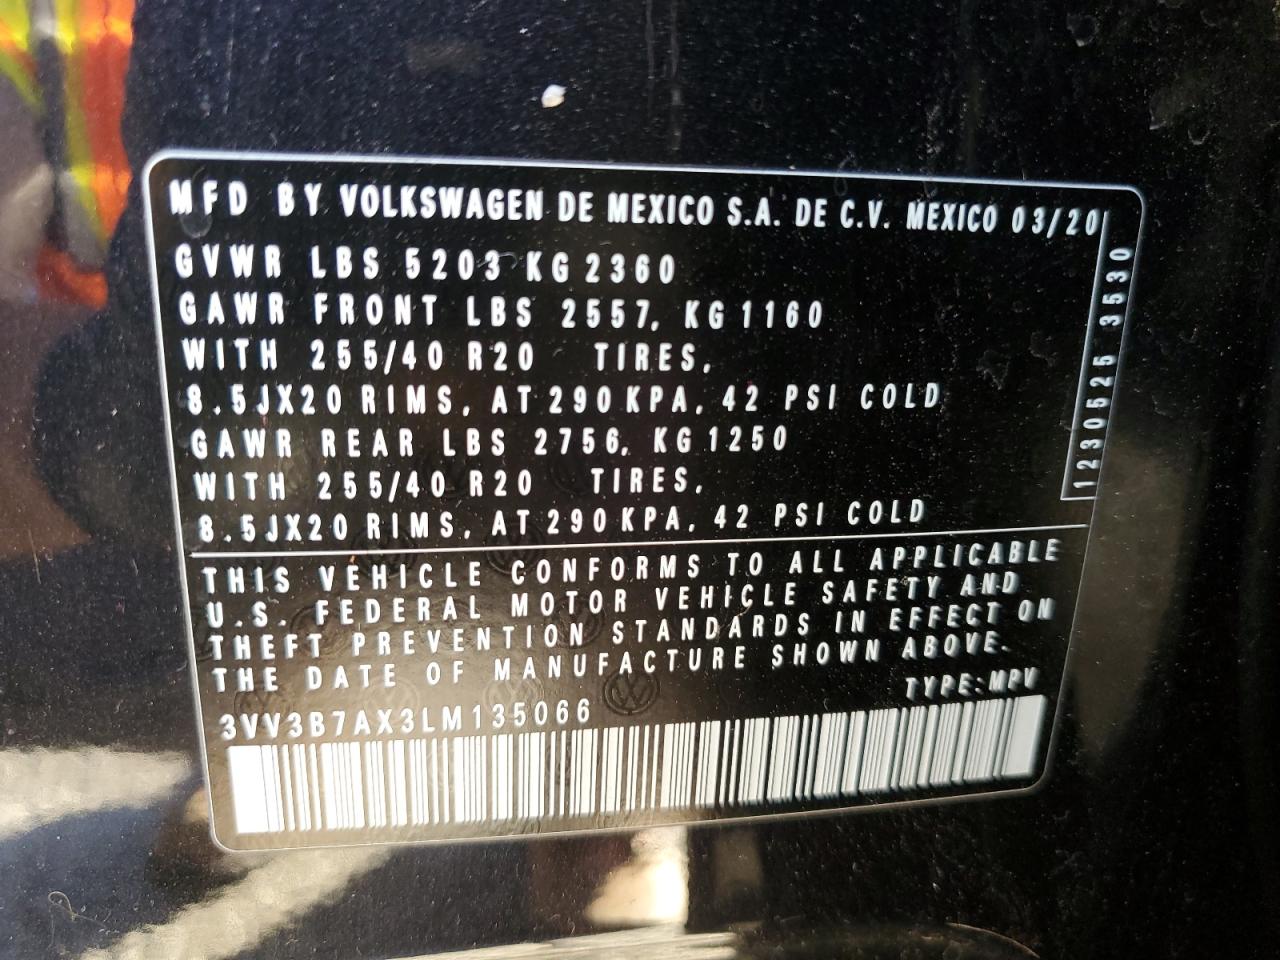 MFD BY VOLKSWAGEN DE MEXICO S.A. DE C.V. MEXICO 03/20
GVWR LBS 5203 KG 2360
GAWR FRONT LBS 2557, KG 1160
WITH 255/40 R20 TIRES,
8.5JX20 RIMS, AT 290 KPA, 42 PSI COLD
GAWR REAR LBS 2756, KG 1250
WITH 255/40 R20 TIRES,
8.5JX20 RIMS, AT 290 KPA, 42 PSI COLD
1230525 3530
THIS VEHICLE CONFORMS TO ALL APPLICABLE
U.S. FEDERAL MOTOR VEHICLE SAFETY AND
THEFT PREVENTION STANDARDS IN EFFECT ON
THE DATE OF MANUFACTURE SHOWN ABOVE.
TYPE:MPV
3VV3B7AX3LM135066